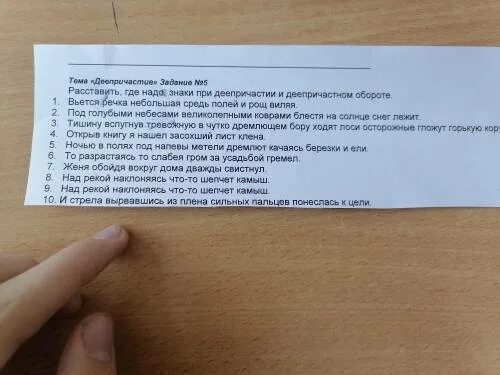 Тема «Деепричастие» Задание №5
Расставить, где надо, знаки при деепричастии и деепричастном обороте.
1. Вьется речка небольшая средь полей и рощ виляя.
2. Под голубыми небесами великолепными коврами блестя на солнце снег лежит.
3. Тишину вспугнув тревожную в чутко дремлющем бору ходят лоси осторожные гложут горькую кору
4. Открыв книгу я нашел засохший лист клена.
5. Ночью в полях под напевы метели дремлют качаясь березки и ели.
6. То разрастаясь то слабея гром за усадьбой гремел.
7. Женя обойдя вокруг дома дважды свистнул.
8. Над рекой наклоняясь что-то шепчет камыш.
9. Над рекой наклоняясь что-то шепчет камыш.
10. И стрела вырвавшись из плена сильных пальцев понеслась к цели.